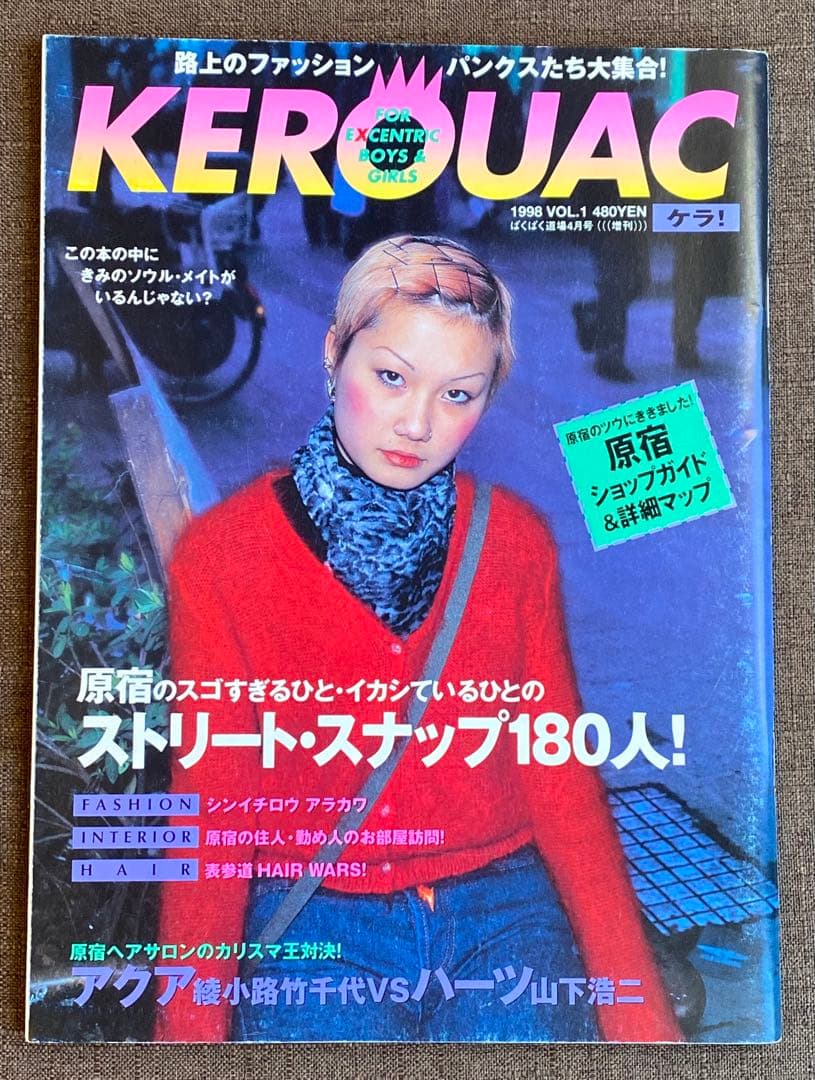 路上のファッション パンクスたち大集合!
KEROUAC
FOR
EXCENTRIC
BOYS &
GIRLS
1998 VOL.1 480YEN
ばくばく道場4月号 (((増刊)))
ケラ!
この本の中に
きみのソウル・メイトが
いるんじゃない?
原宿のツウにききました!
原宿
ショップガイド
&詳細マップ
原宿のスゴすぎるひと・イカシているひとの
ストリート・スナップ180人!
FASHION シンイチロウ アラカワ
INTERIOR 原宿の住人・勤め人のお部屋訪問!
HAIR 表参道 HAIR WARS!
原宿ヘアサロンのカリスマ王対決!
アクア綾小路竹千代VSハーツ山下浩二